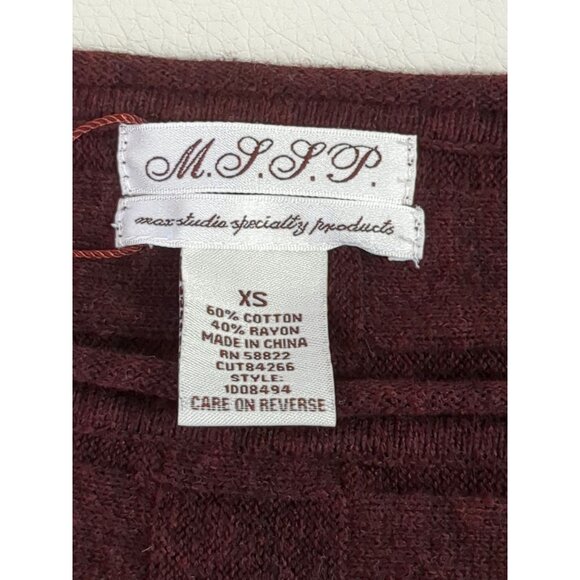 M.S.S.P.
max studio specialty products
XS
60% COTTON
40% RAYON
MADE IN CHINA
RN 58822
CUT84266
STYLE:
1D08494
CARE ON REVERSE